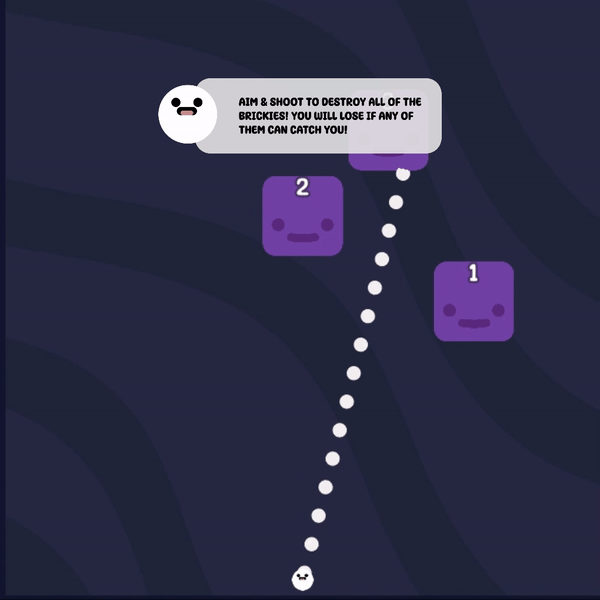 AIM & SHOOT TO DESTROY ALL OF THE
BRICKIES! YOU WILL LOSE IF ANY OF
THEM CAN CATCH YOU!
2
1